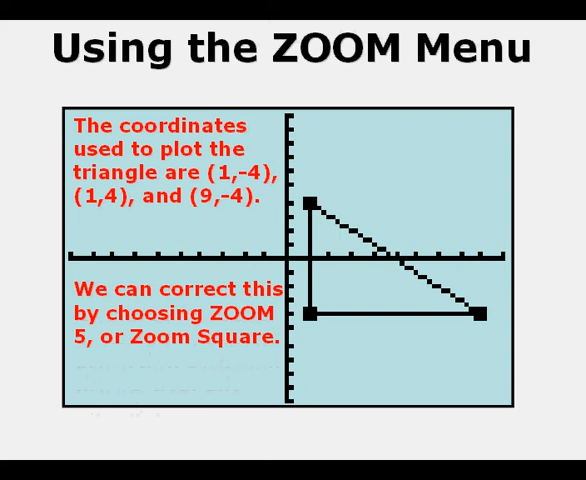 Using the ZOOM Menu
The coordinates
used to plot the
triangle are (1,-4),
(1,4), and (9,-4).
We can correct this
by choosing ZOOM
5, or Zoom Square.